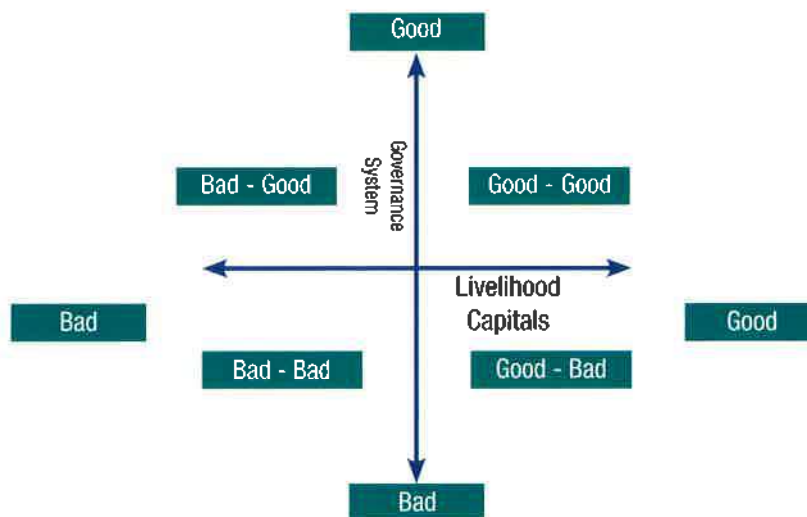 Good
Governance
System
Bad - Good
Good - Good
Livelihood
Capitals
Bad
Good
Bad - Bad
Good - Bad
Bad